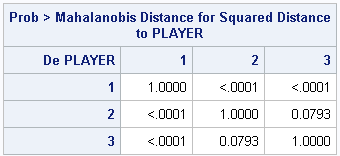 Prob > Mahalanobis Distance for Squared Distance
to PLAYER
De PLAYER 1 2 3
1 1.0000 <.0001 <.0001
2 <.0001 1.0000 0.0793
3 <.0001 0.0793 1.0000